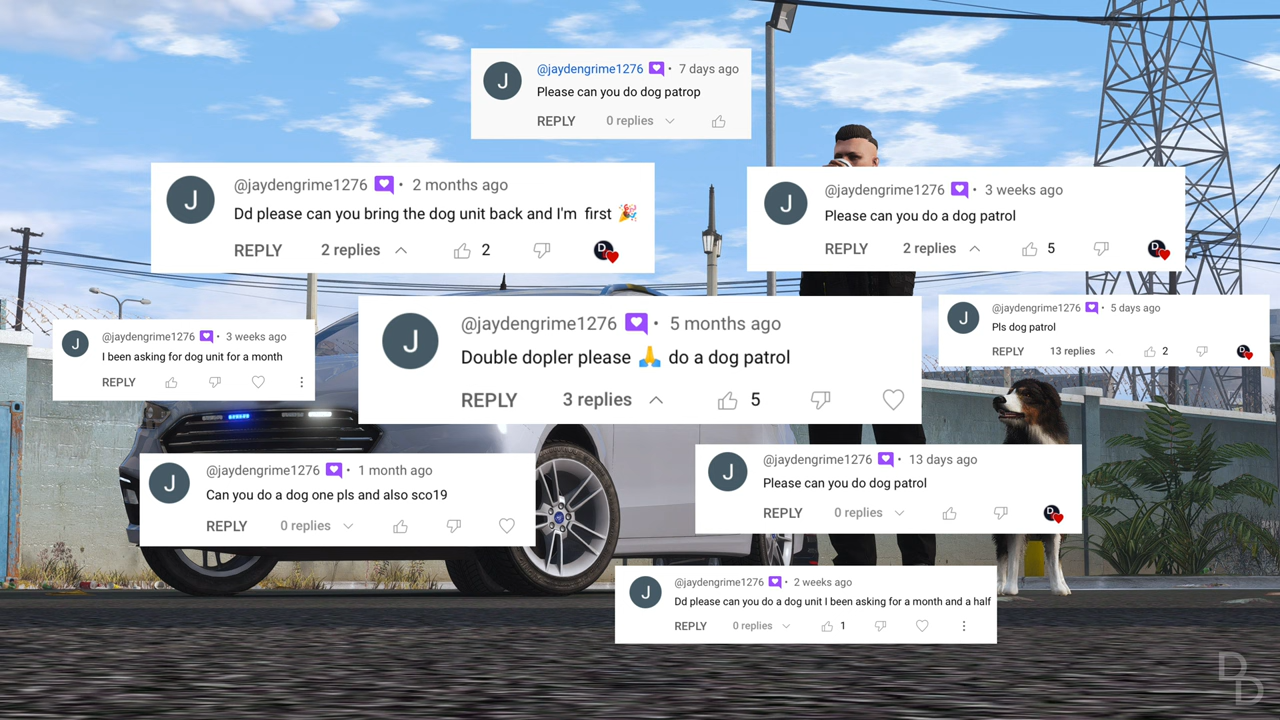 @jaydengrime1276 • 7 days ago
Please can you do dog patrop
REPLY 0 replies
@jaydengrime1276 • 2 months ago
Dd please can you bring the dog unit back and I'm first 🎉
REPLY 2 replies 2
@jaydengrime1276 • 3 weeks ago
Please can you do a dog patrol
REPLY 2 replies 5
@jaydengrime1276 • 5 days ago
Pls dog patrol
REPLY 13 replies 2
@jaydengrime1276 • 3 weeks ago
I been asking for dog unit for a month
REPLY
@jaydengrime1276 • 5 months ago
Double dopler please 🙏 do a dog patrol
REPLY 3 replies 5
@jaydengrime1276 • 1 month ago
Can you do a dog one pls and also sco19
REPLY 0 replies
@jaydengrime1276 • 13 days ago
Please can you do dog patrol
REPLY 0 replies
@jaydengrime1276 • 2 weeks ago
Dd please can you do a dog unit I been asking for a month and a half
REPLY 0 replies 1
J
J
J
J
J
J
J
J
J
DD